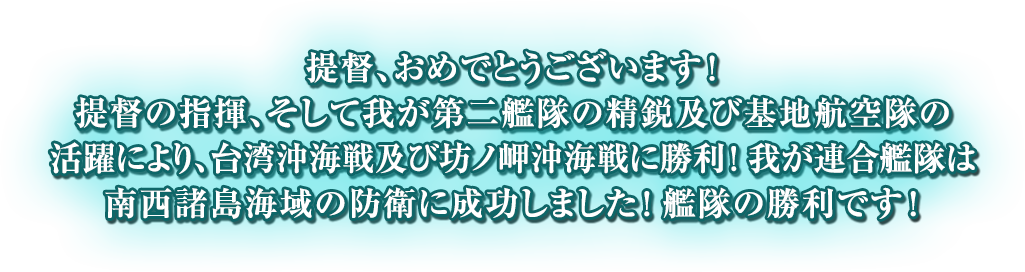 提督、おめでとうございます！
提督の指揮、そして我が第二艦隊の精鋭及び基地航空隊の
活躍により、台湾沖海戦及び坊ノ岬沖海戦に勝利！我が連合艦隊は
南西諸島海域の防衛に成功しました！艦隊の勝利です！